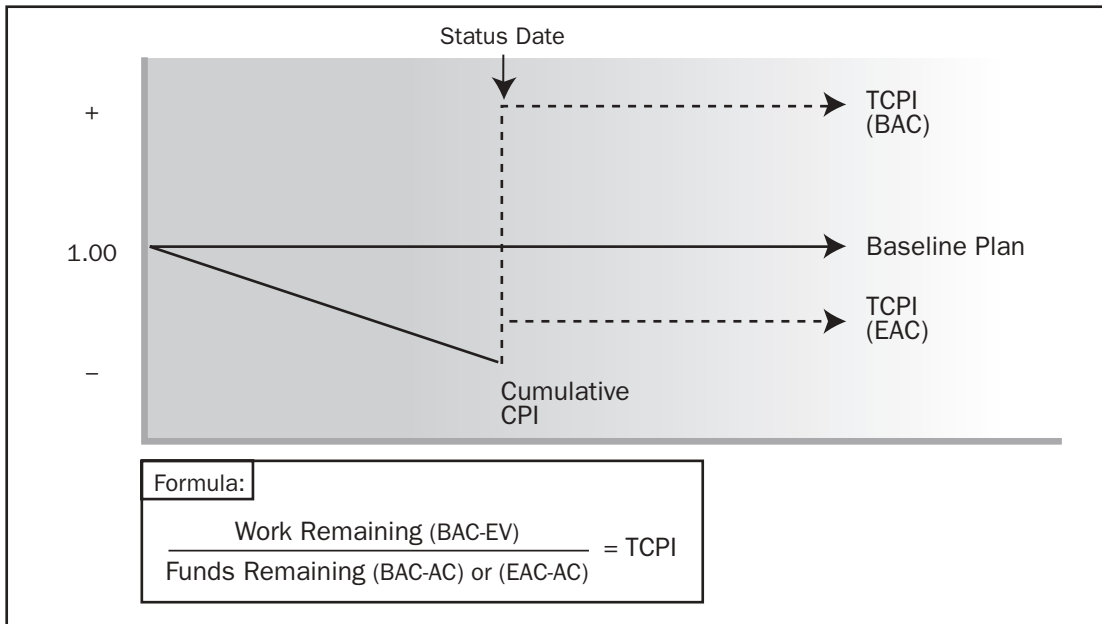 Status Date
+
TCPI
(BAC)
1.00
Baseline Plan
TCPI
(EAC)
–
Cumulative
CPI
Formula:
Work Remaining (BAC-EV)
Funds Remaining (BAC-AC) or (EAC-AC)
= TCPI